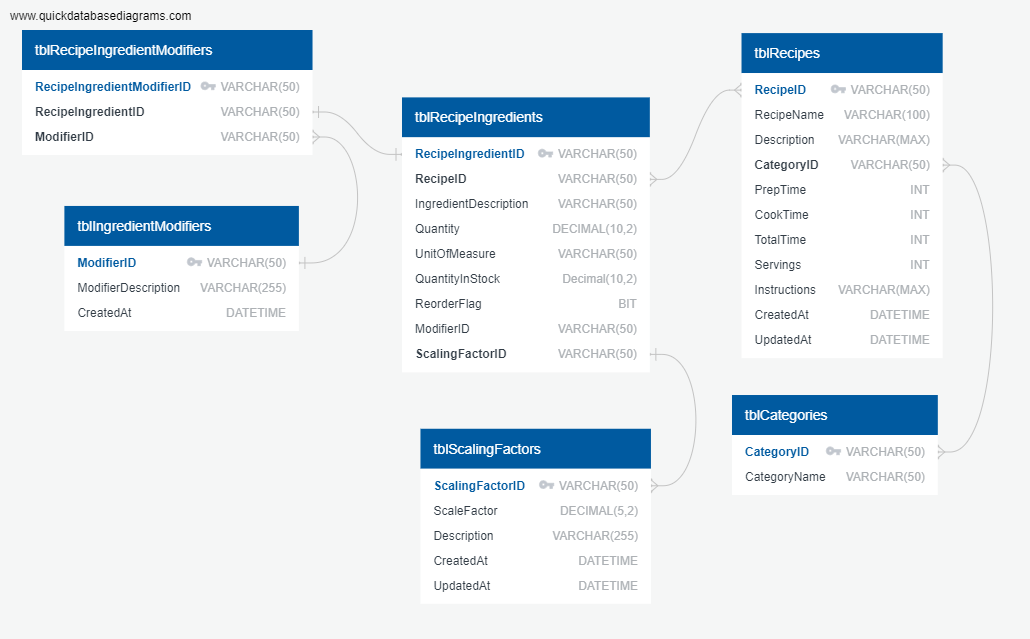 www.quickdatabasediagrams.com
tblRecipeIngredientModifiers
RecipeIngredientModifierID VARCHAR(50)
RecipeIngredientID VARCHAR(50)
ModifierID VARCHAR(50)
tblIngredientModifiers
ModifierID VARCHAR(50)
ModifierDescription VARCHAR(255)
CreatedAt DATETIME
tblRecipeIngredients
RecipeIngredientID VARCHAR(50)
RecipeID VARCHAR(50)
IngredientDescription VARCHAR(50)
Quantity DECIMAL(10,2)
UnitOfMeasure VARCHAR(50)
QuantityInStock Decimal(10,2)
ReorderFlag BIT
ModifierID VARCHAR(50)
ScalingFactorID VARCHAR(50)
tblScalingFactors
ScalingFactorID VARCHAR(50)
ScaleFactor DECIMAL(5,2)
Description VARCHAR(255)
CreatedAt DATETIME
UpdatedAt DATETIME
tblRecipes
RecipeID VARCHAR(50)
RecipeName VARCHAR(100)
Description VARCHAR(MAX)
CategoryID VARCHAR(50)
PrepTime INT
CookTime INT
TotalTime INT
Servings INT
Instructions VARCHAR(MAX)
CreatedAt DATETIME
UpdatedAt DATETIME
tblCategories
CategoryID VARCHAR(50)
CategoryName VARCHAR(50)